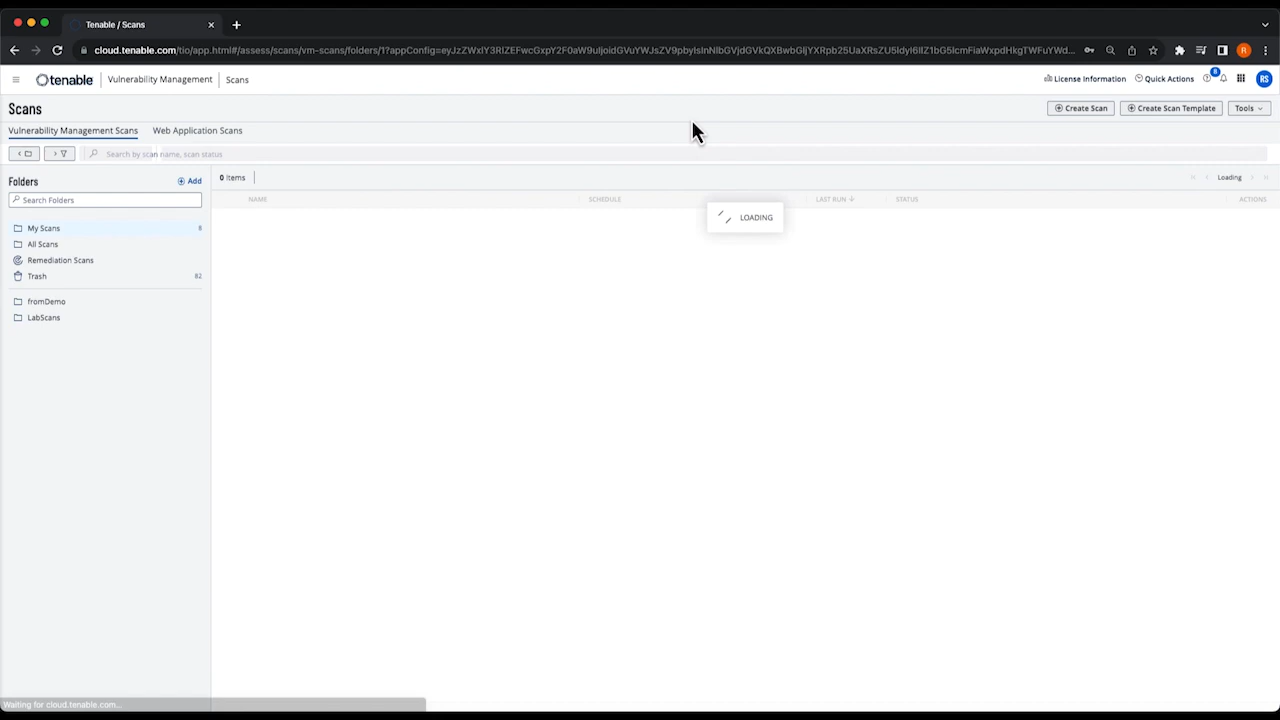 Tenable / Scans
cloud.tenable.com/tio/app.html#/assess/scans/vm-scans/folders/1?appConfig=
tenable Vulnerability Management Scans License Information Quick Actions 8 RS
Scans Create Scan Create Scan Template Tools
Vulnerability Management Scans Web Application Scans
Search by scan name, scan status
Folders Add 0 Items Loading
Search Folders NAME SCHEDULE LAST RUN STATUS ACTIONS
LOADING
My Scans 8
All Scans
Remediation Scans
Trash 82
fromDemo
LabScans
Waiting for cloud.tenable.com...